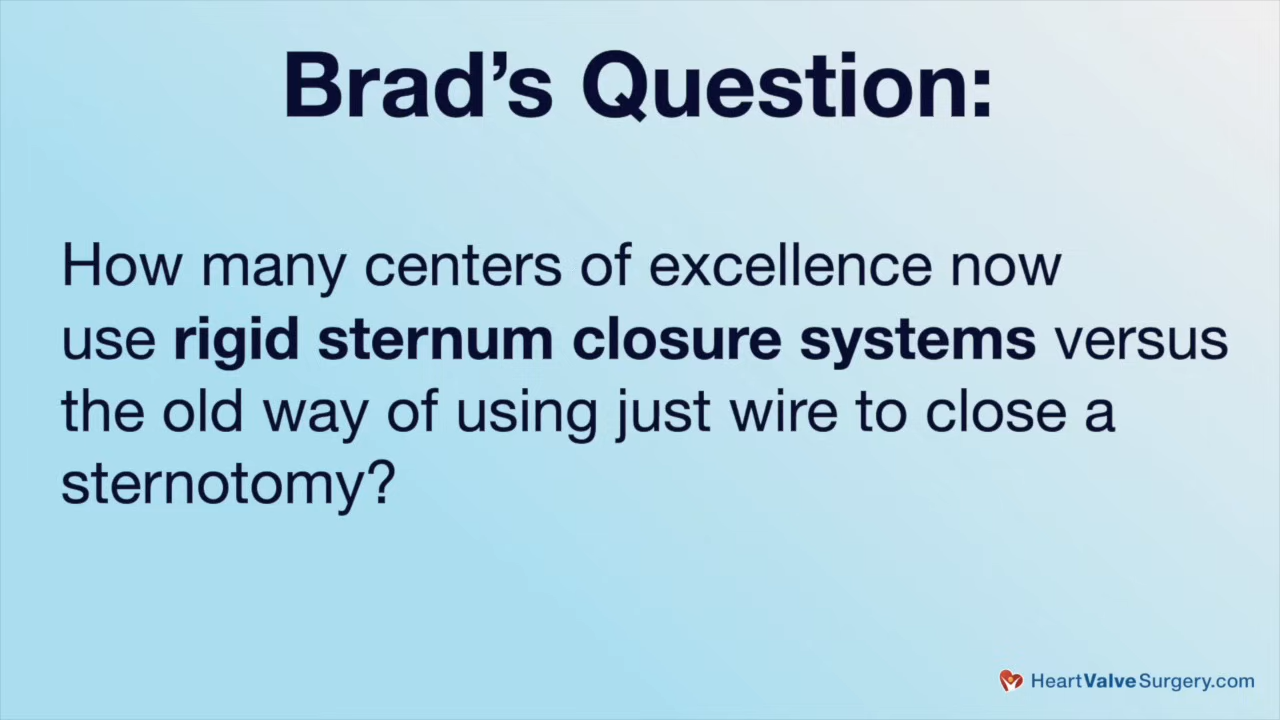 Brad’s Question:
How many centers of excellence now
use rigid sternum closure systems versus
the old way of using just wire to close a
sternotomy?
HeartValveSurgery.com